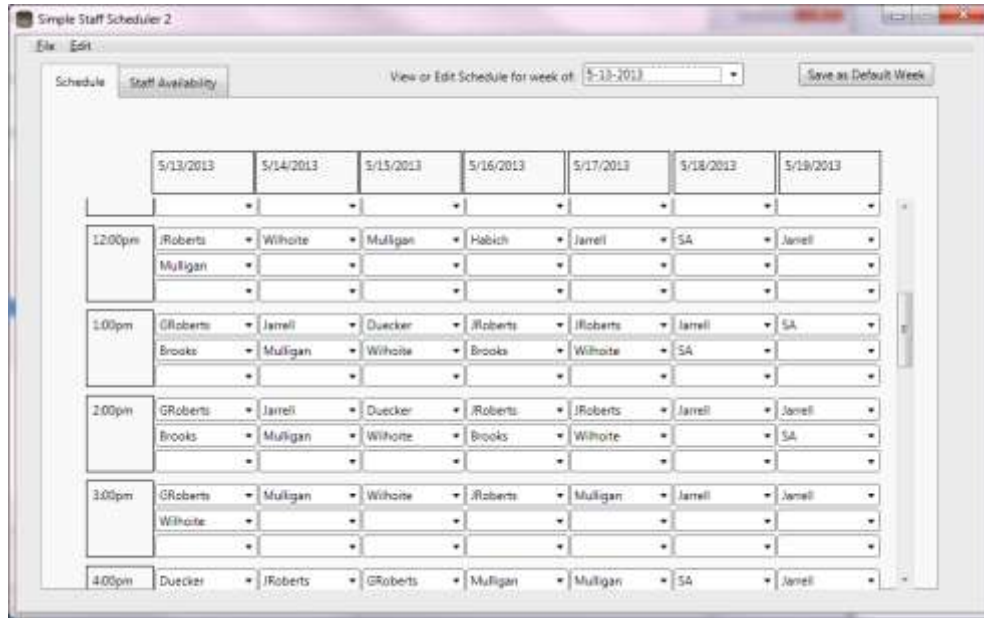 Simple Staff Scheduler 2
File Edit
Schedule Staff Availability View or Edit Schedule for week of: 5-13-2013 Save as Default Week
5/13/2013 5/14/2013 5/15/2013 5/16/2013 5/17/2013 5/18/2013 5/19/2013
12:00pm JRoberts Wilhoite Mulligan Habich Jarrell SA Jarrell
Mulligan
1:00pm GRoberts Jarrell Duecker JRoberts JRoberts Jarrell SA
Brooks Mulligan Wilhoite Brooks Wilhoite SA
2:00pm GRoberts Jarrell Duecker JRoberts JRoberts Jarrell Jarrell
Brooks Mulligan Wilhoite Brooks Wilhoite SA
3:00pm GRoberts Mulligan Wilhoite JRoberts Mulligan Jarrell Jarrell
Wilhoite
4:00pm Duecker JRoberts GRoberts Mulligan Mulligan SA Jarrell